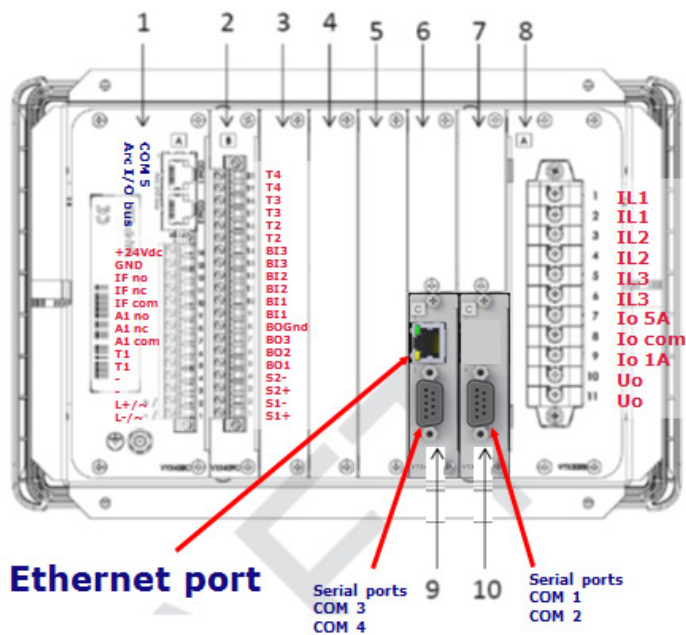 1 2 3 4 5 6 7 8
A B A
COM 5
Arc I/O bus
+24Vdc
GND
IF no
IF nc
IF com
A1 no
A1 nc
A1 com
T1
T1
-
-
L+/~
L-/~
T4
T4
T3
T3
T2
T2
BI3
BI3
BI2
BI2
BI1
BI1
BOGnd
BO3
BO2
BO1
S2-
S2+
S1-
S1+
C C
1 IL1
2 IL1
3 IL2
4 IL2
5 IL3
6 IL3
7 Io 5A
8 Io com
9 Io 1A
10 Uo
11 Uo
Ethernet port
Serial ports
COM 3
COM 4
9 10
Serial ports
COM 1
COM 2